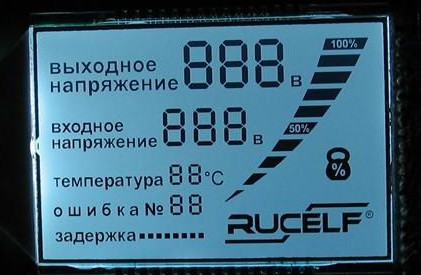 выходное
напряжение 888 в
100%
входное
напряжение 888 в
50%
температура 88°C
%
ошибка № 88
задержка........
RUCELF®